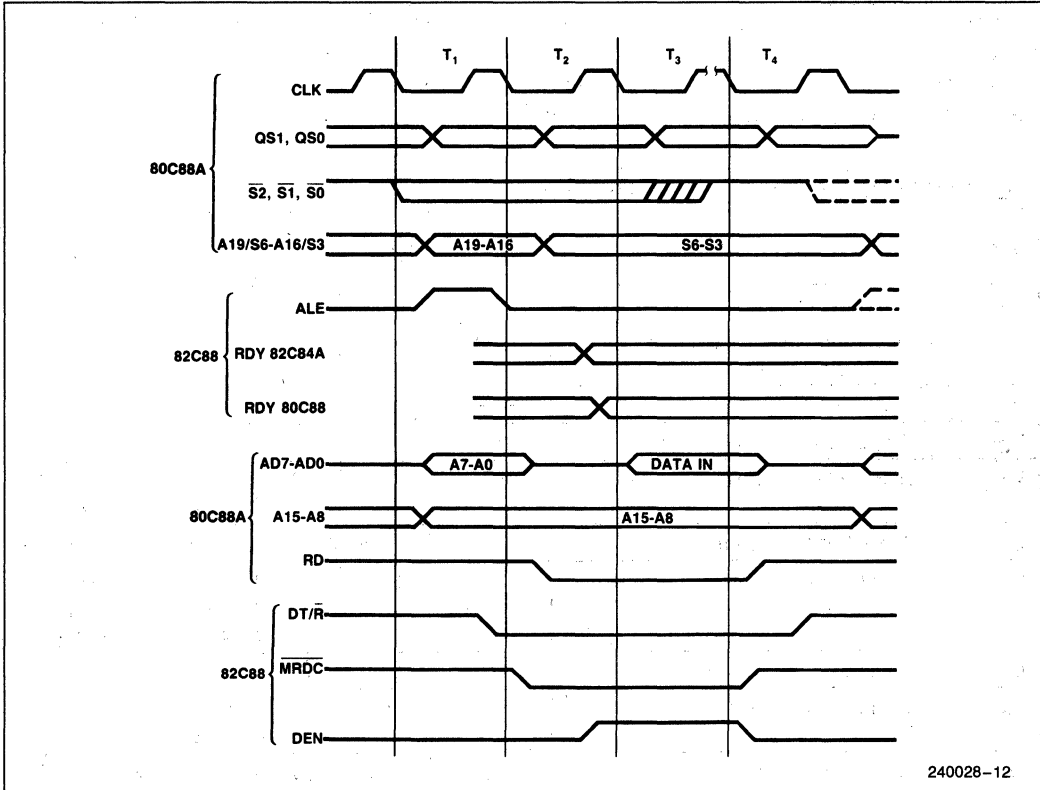 T1 T2 T3 T4
CLK
QS1, QS0
80C88A
S2, S1, S0
A19/S6-A16/S3 A19-A16 S6-S3
ALE
82C88 RDY 82C84A
RDY 80C88
AD7-AD0 A7-A0 DATA IN
80C88A A15-A8 A15-A8
RD
DT/R̅
82C88 M̅R̅D̅C̅
DEN
240028-12